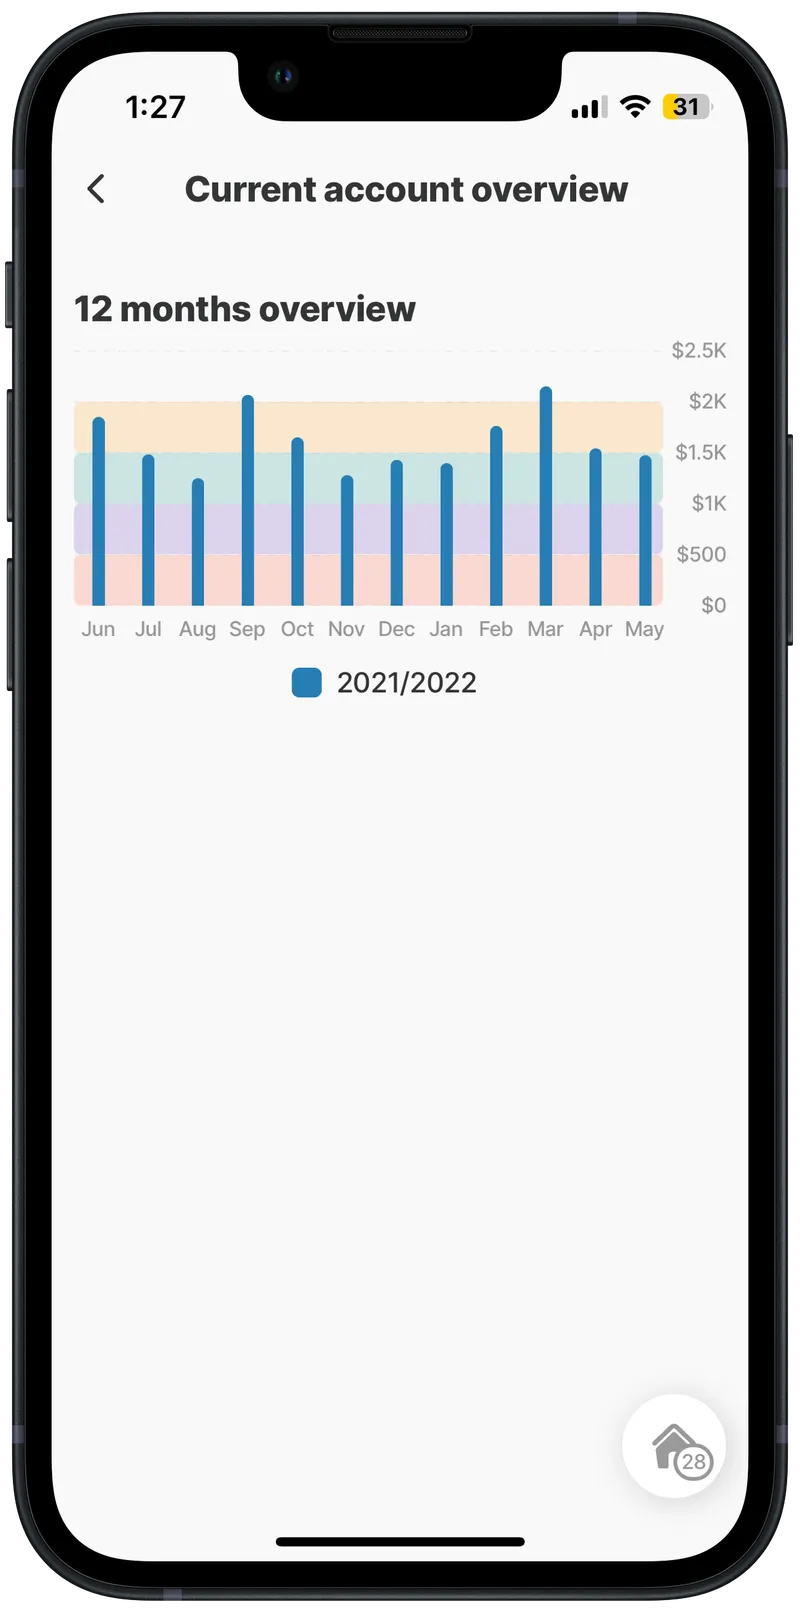 1:27 31
Current account overview
12 months overview
$2.5K
$2K
$1.5K
$1K
$500
$0
Jun Jul Aug Sep Oct Nov Dec Jan Feb Mar Apr May
2021/2022
28